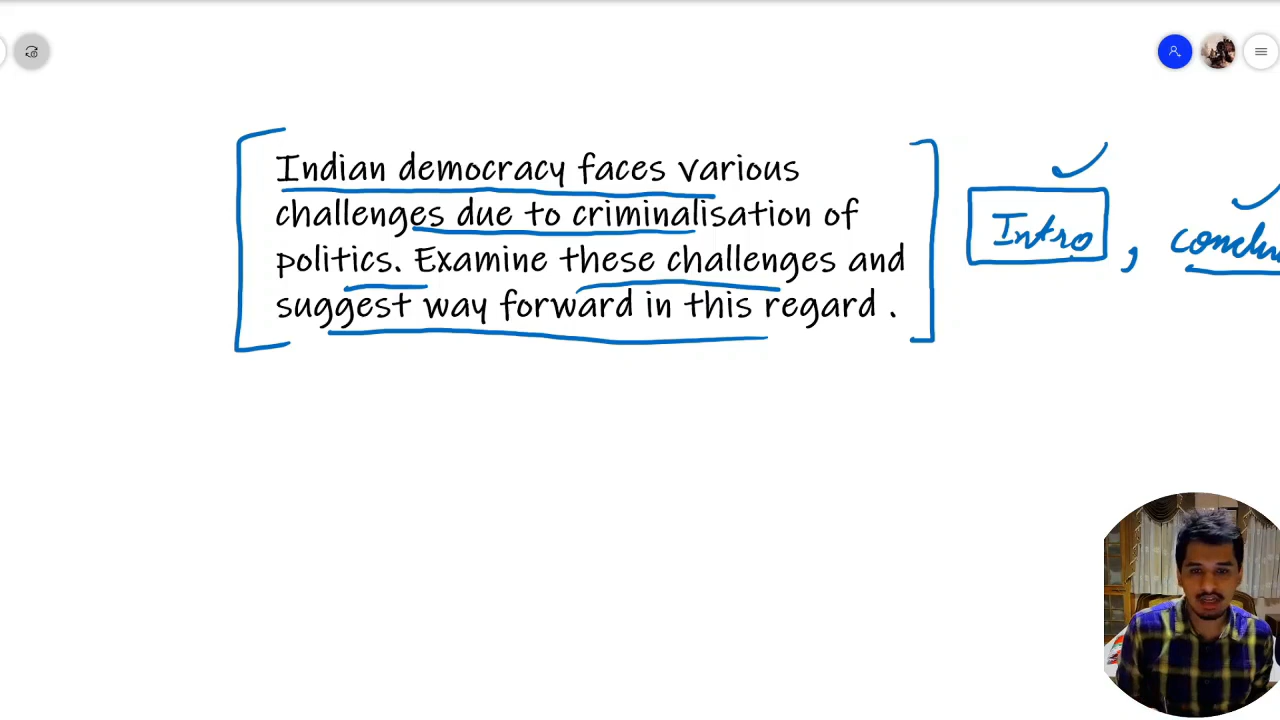 Indian democracy faces various
challenges due to criminalisation of
politics. Examine these challenges and
suggest way forward in this regard .
Intro ,